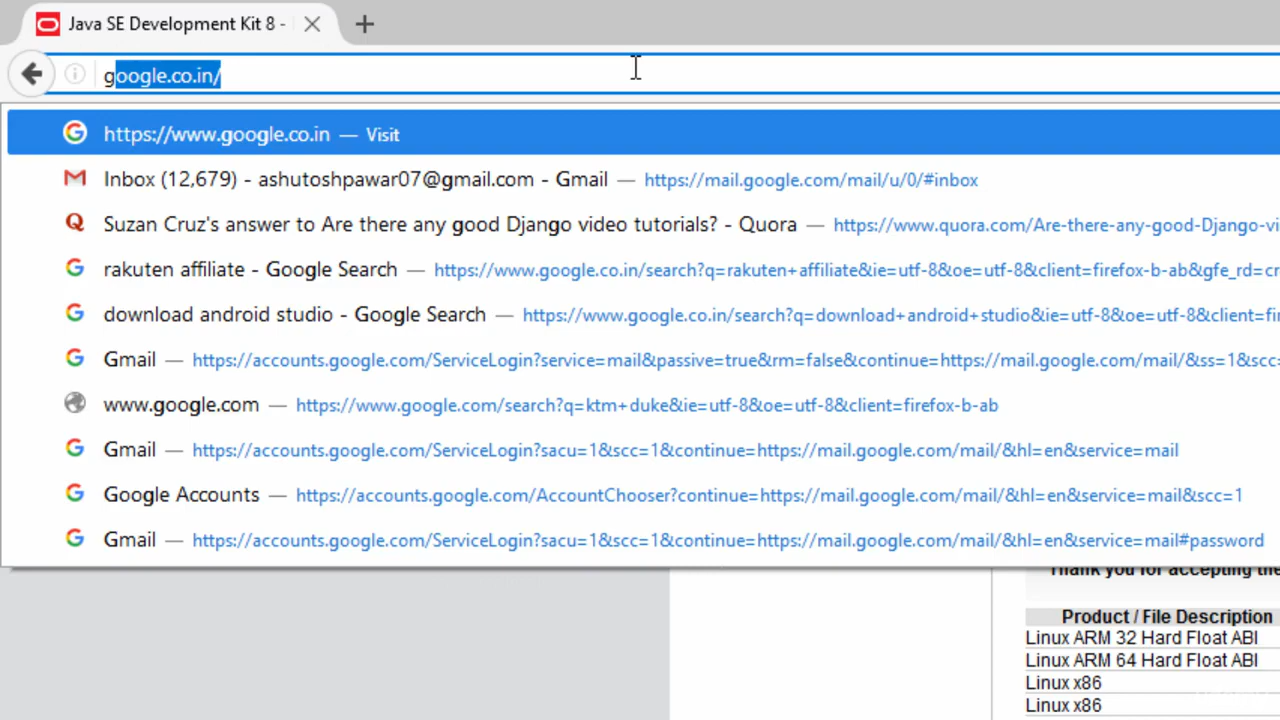 Java SE Development Kit 8 -
google.co.in/
https://www.google.co.in — Visit
Inbox (12,679) - ashutoshpawar07@gmail.com - Gmail — https://mail.google.com/mail/u/0/#inbox
Suzan Cruz's answer to Are there any good Django video tutorials? - Quora — https://www.quora.com/Are-there-any-good-Django-vi
rakuten affiliate - Google Search — https://www.google.co.in/search?q=rakuten+affiliate&ie=utf-8&oe=utf-8&client=firefox-b-ab&gfe_rd=cr
download android studio - Google Search — https://www.google.co.in/search?q=download+android+studio&ie=utf-8&oe=utf-8&client=fi
Gmail — https://accounts.google.com/ServiceLogin?service=mail&passive=true&rm=false&continue=https://mail.google.com/mail/&ss=1&scc=
www.google.com — https://www.google.com/search?q=ktm+duke&ie=utf-8&oe=utf-8&client=firefox-b-ab
Gmail — https://accounts.google.com/ServiceLogin?sacu=1&scc=1&continue=https://mail.google.com/mail/&hl=en&service=mail
Google Accounts — https://accounts.google.com/AccountChooser?continue=https://mail.google.com/mail/&hl=en&service=mail&scc=1
Gmail — https://accounts.google.com/ServiceLogin?sacu=1&scc=1&continue=https://mail.google.com/mail/&hl=en&service=mail#password
Thank you for accepting the
Product / File Description
Linux ARM 32 Hard Float ABI
Linux ARM 64 Hard Float ABI
Linux x86
Linux x86